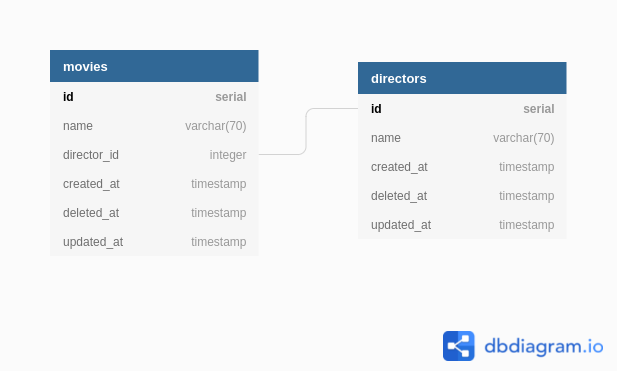 movies
id serial
name varchar(70)
director_id integer
created_at timestamp
deleted_at timestamp
updated_at timestamp
directors
id serial
name varchar(70)
created_at timestamp
deleted_at timestamp
updated_at timestamp
dbdiagram.io